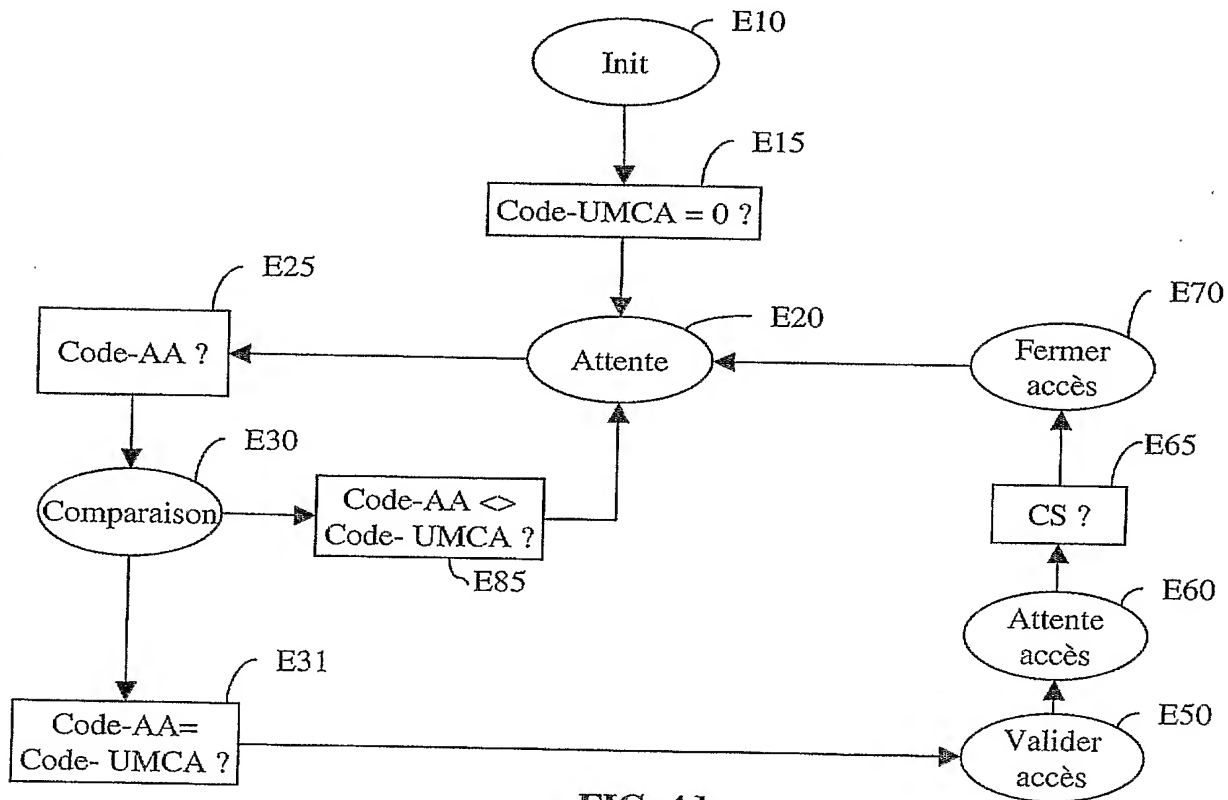 E10
Init
E15
Code-UMCA = 0 ?
E25
E70
E20
Code-AA ?
Attente
Fermer
accès
E30
E65
Comparaison
Code-AA <>
Code- UMCA ?
CS ?
E85
E60
Attente
accès
E31
E50
Code-AA=
Code- UMCA ?
Valider
accès